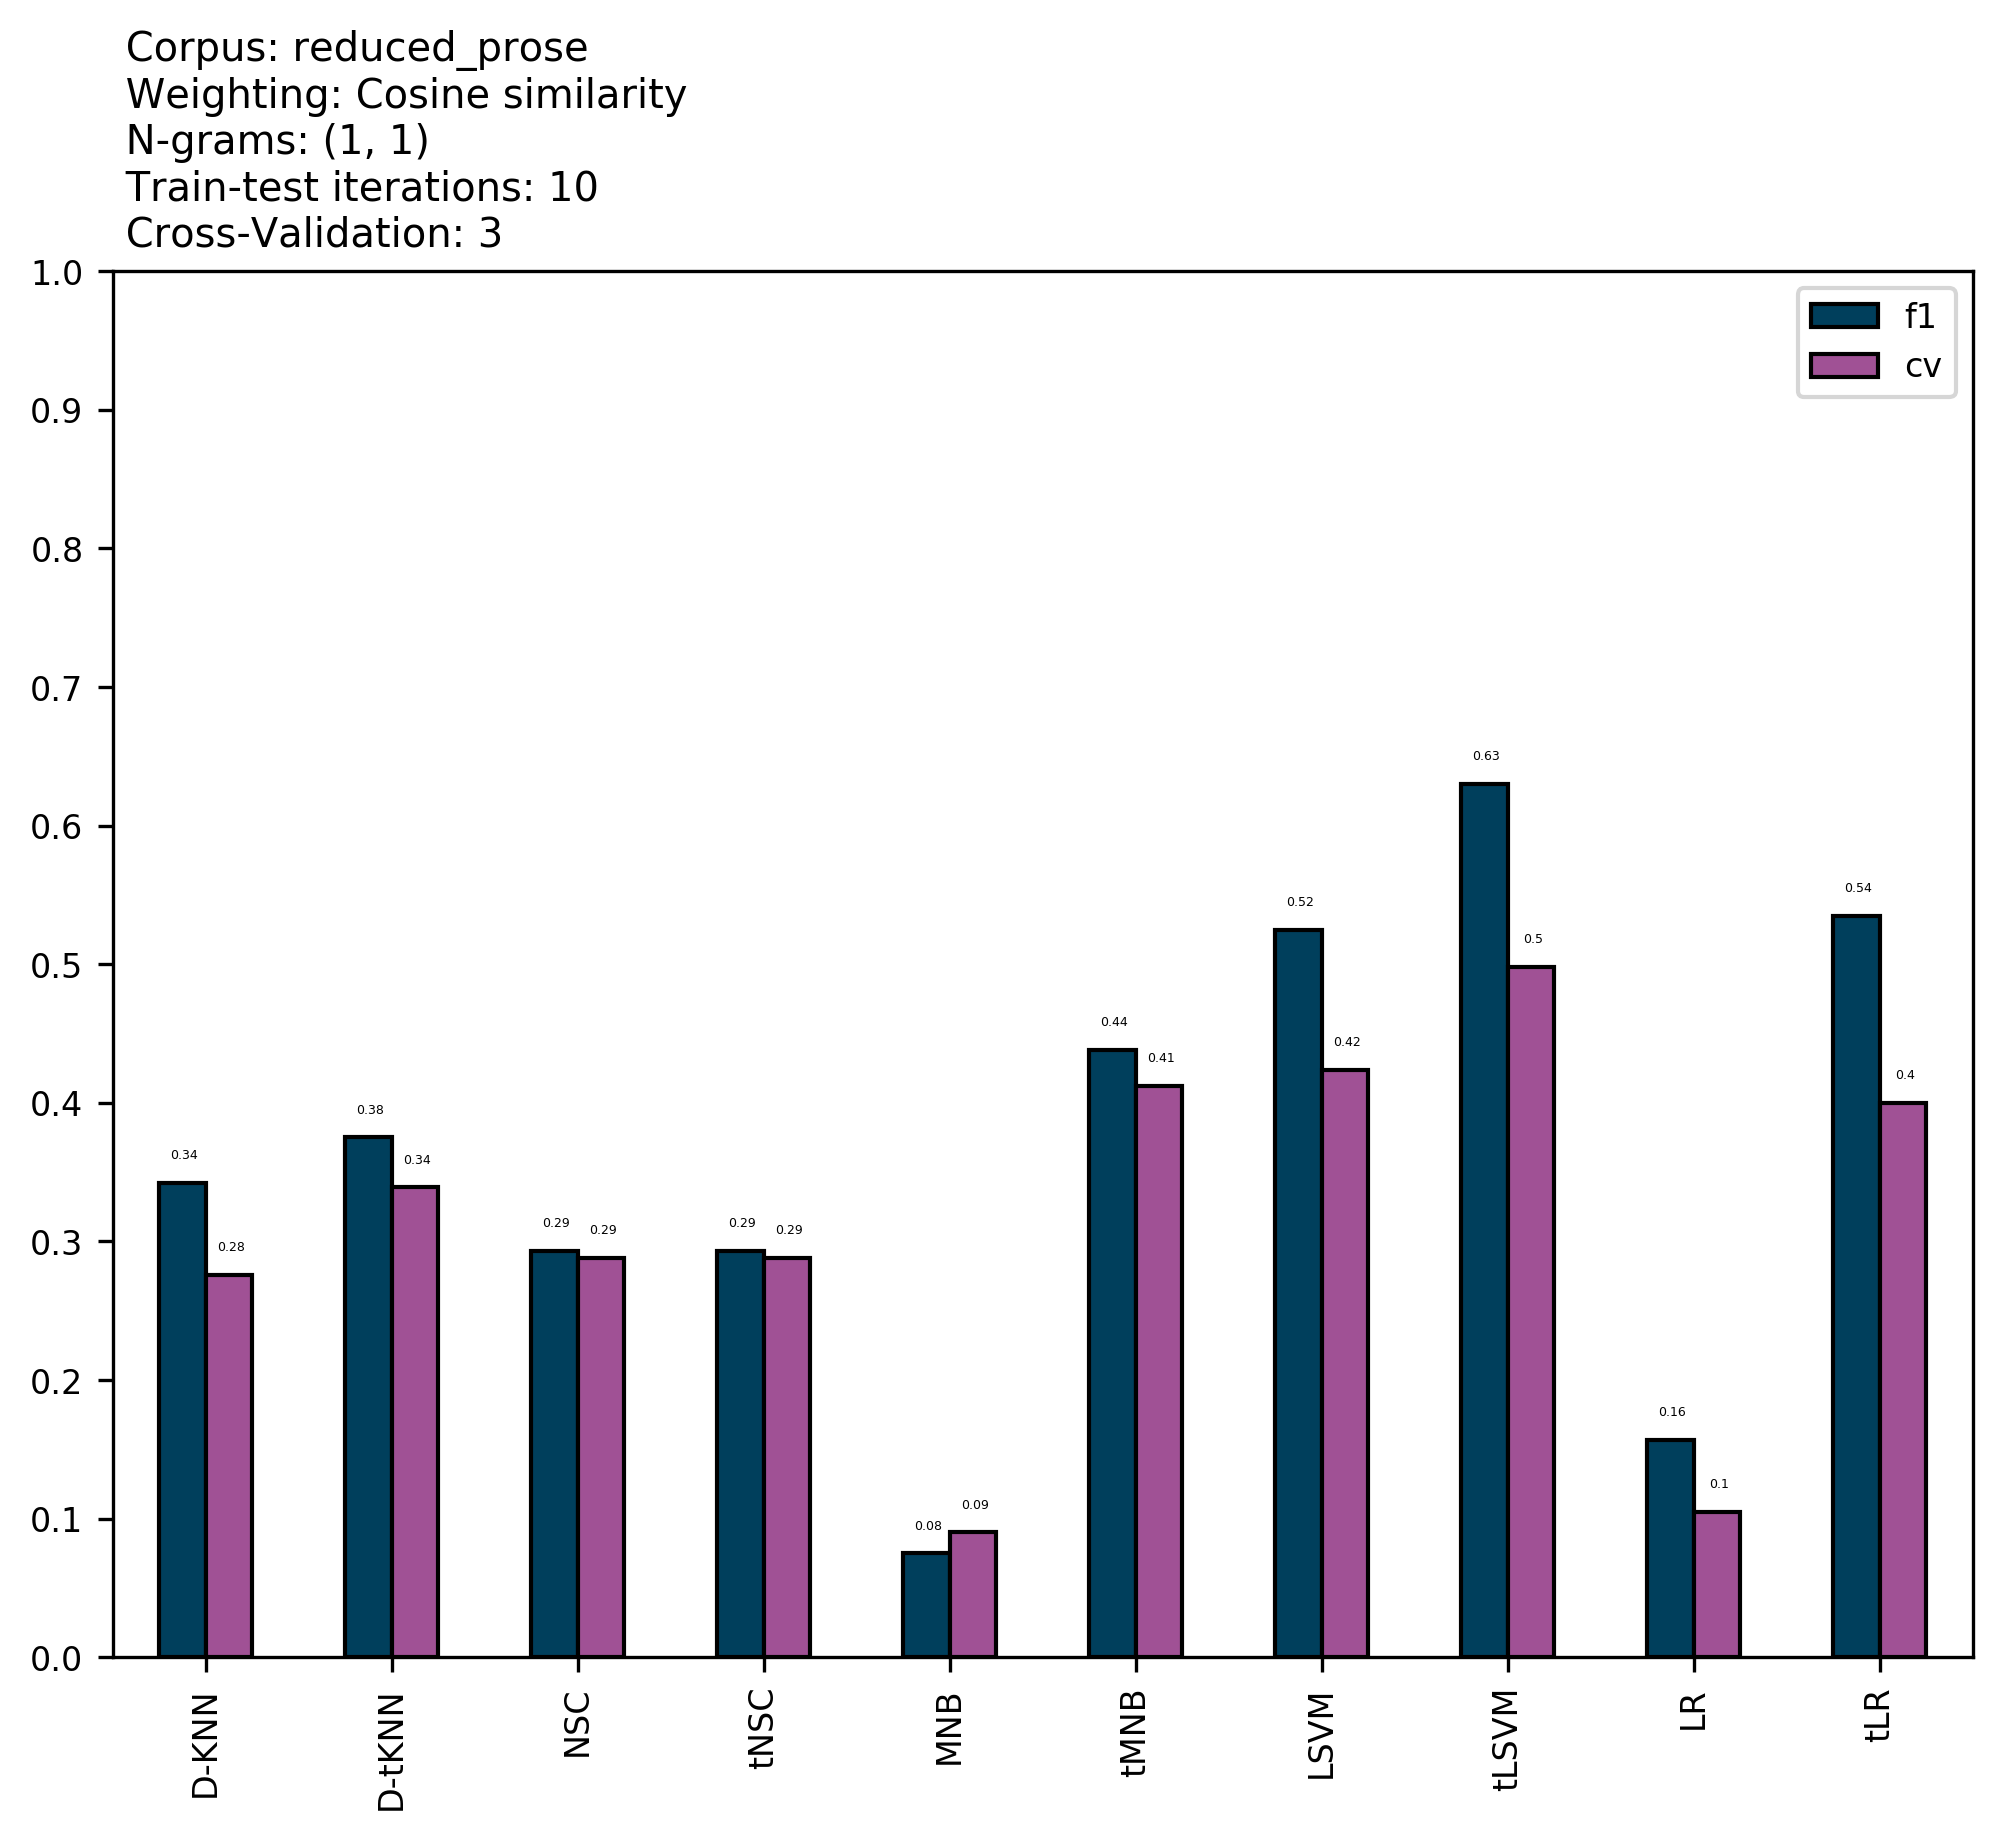 Corpus: reduced_prose
Weighting: Cosine similarity
N-grams: (1, 1)
Train-test iterations: 10
Cross-Validation: 3
1.0
0.9
0.8
0.7
0.6
0.5
0.4
0.3
0.2
0.1
0.0
f1
cv
0.34
0.28
0.38
0.34
0.29
0.29
0.29
0.29
0.08
0.09
0.44
0.41
0.52
0.42
0.63
0.5
0.16
0.1
0.54
0.4
D-KNN
D-tKNN
NSC
tNSC
MNB
tMNB
LSVM
tLSVM
LR
tLR